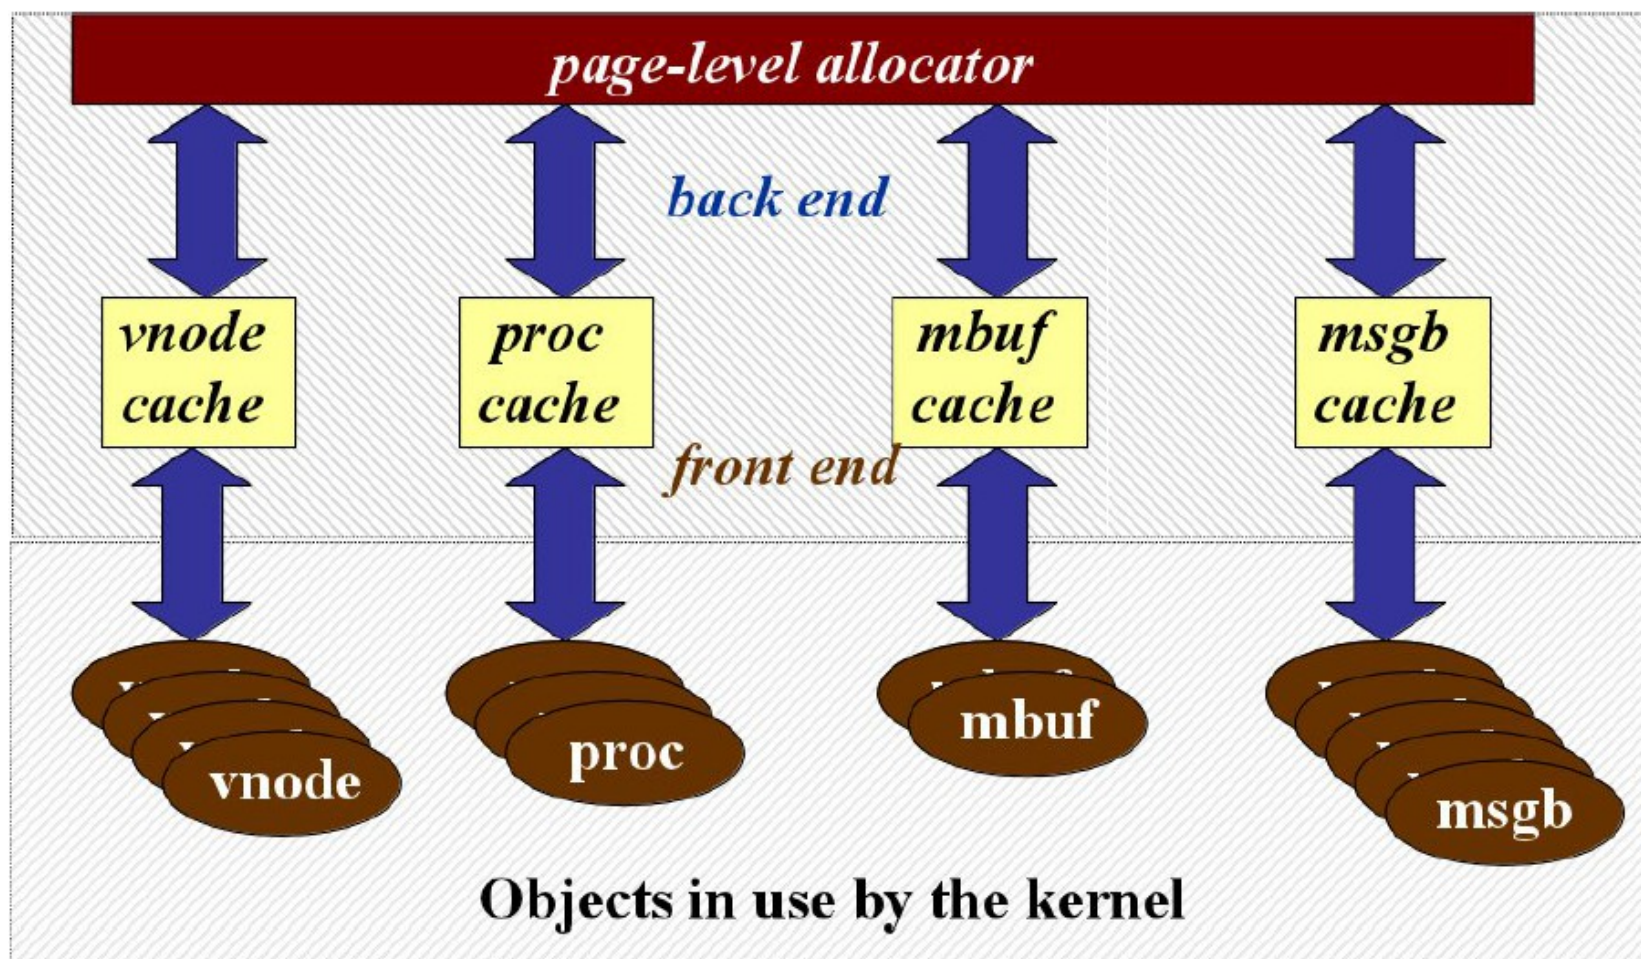 page-level allocator
back end
vnode
cache
proc
cache
mbuf
cache
msgb
cache
front end
vnode
proc
mbuf
msgb
Objects in use by the kernel